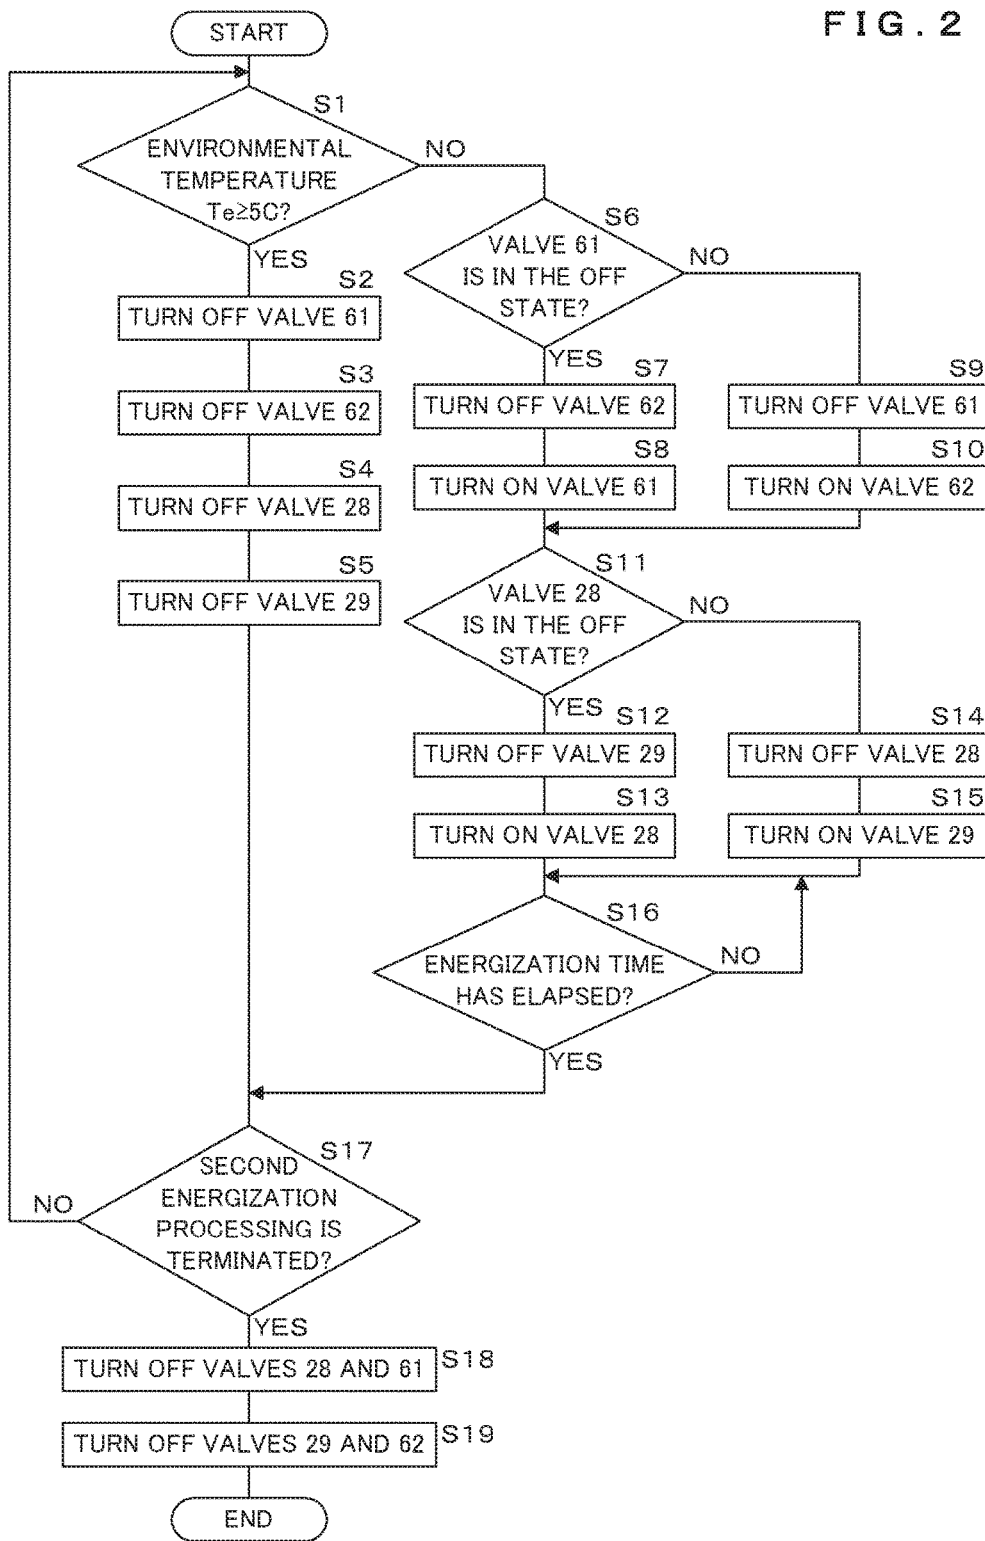 FIG. 2
START
S1
ENVIRONMENTAL
TEMPERATURE
Te≥5C?
NO
YES
S2
TURN OFF VALVE 61
S3
TURN OFF VALVE 62
S4
TURN OFF VALVE 28
S5
TURN OFF VALVE 29
S6
VALVE 61
IS IN THE OFF
STATE?
NO
YES
S7
TURN OFF VALVE 62
S8
TURN ON VALVE 61
S9
TURN OFF VALVE 61
S10
TURN ON VALVE 62
S11
VALVE 28
IS IN THE OFF
STATE?
NO
YES
S12
TURN OFF VALVE 29
S13
TURN ON VALVE 28
S14
TURN OFF VALVE 28
S15
TURN ON VALVE 29
S16
ENERGIZATION TIME
HAS ELAPSED?
NO
YES
S17
SECOND
ENERGIZATION
PROCESSING IS
TERMINATED?
NO
YES
TURN OFF VALVES 28 AND 61
S18
TURN OFF VALVES 29 AND 62
S19
END